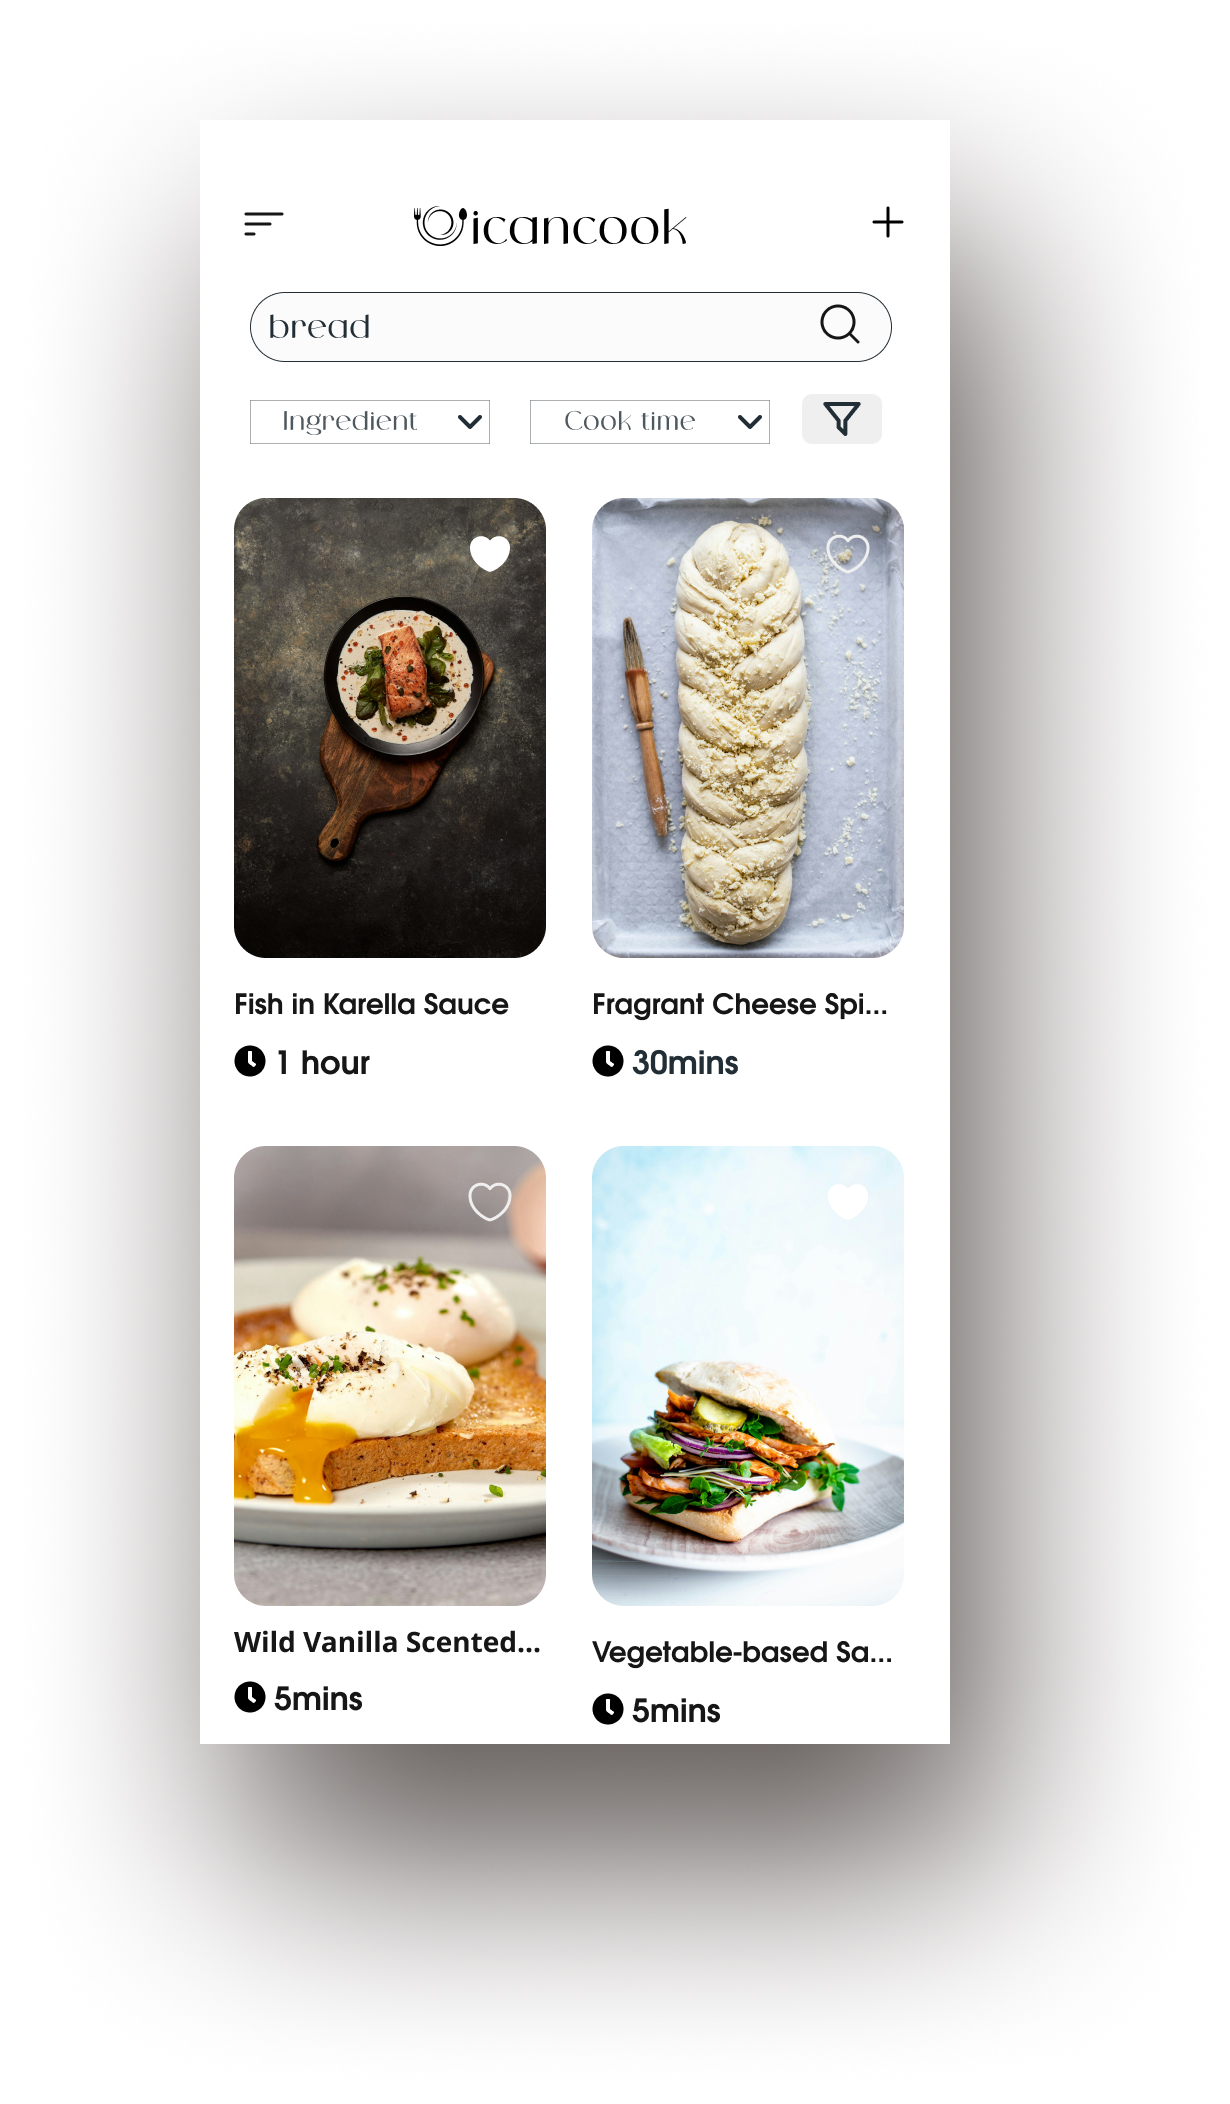 icancook
bread
Ingredient
Cook time
Fish in Karella Sauce
Fragrant Cheese Spi...
1 hour
30mins
Wild Vanilla Scented...
Vegetable-based Sa...
5mins
5mins